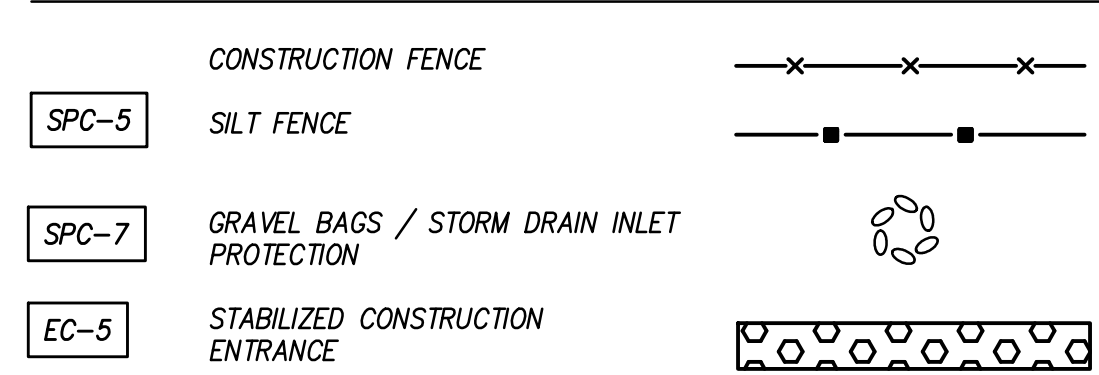 CONSTRUCTION FENCE
SPC-5 SILT FENCE
SPC-7 GRAVEL BAGS / STORM DRAIN INLET
PROTECTION
EC-5 STABILIZED CONSTRUCTION
ENTRANCE